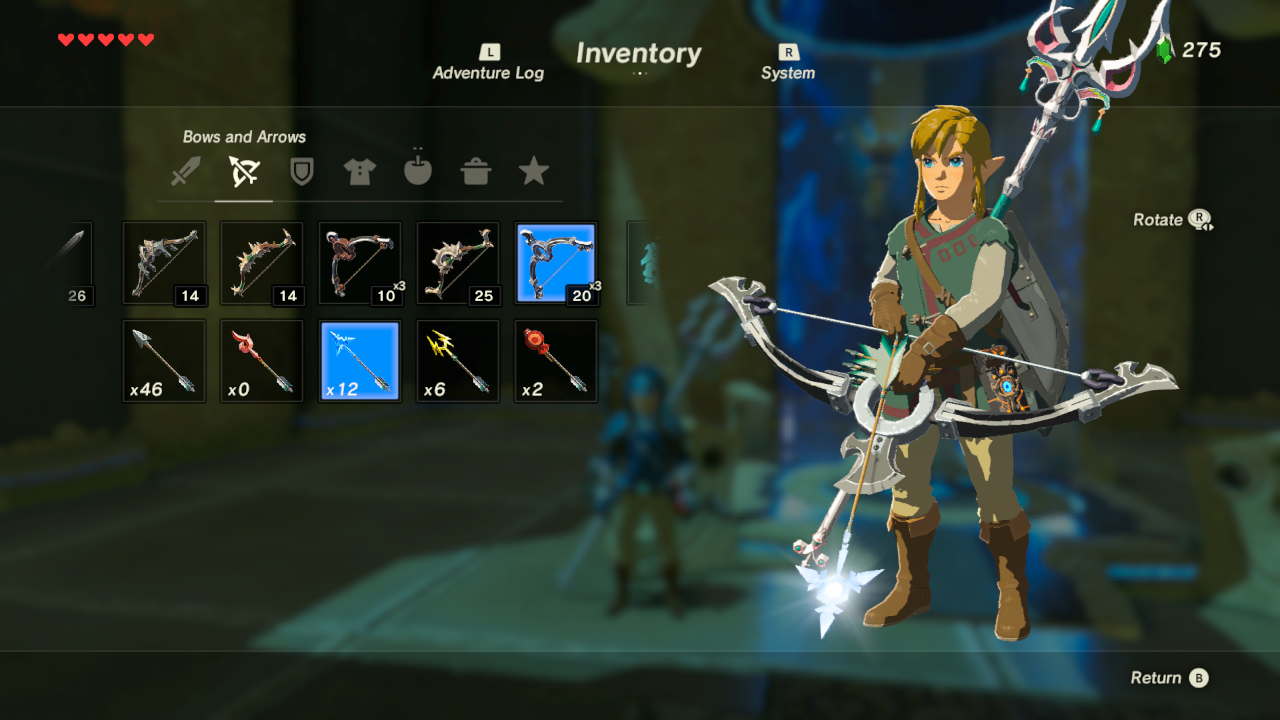 L
Inventory
R
275
Adventure Log
System
Bows and Arrows
Rotate R
26
14
14
10 x3
25
20 x3
x46
x0
x12
x6
x2
Return B